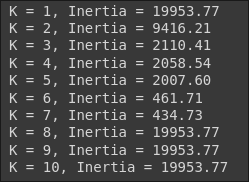 K = 1, Inertia = 19953.77
K = 2, Inertia = 9416.21
K = 3, Inertia = 2110.41
K = 4, Inertia = 2058.54
K = 5, Inertia = 2007.60
K = 6, Inertia = 461.71
K = 7, Inertia = 434.73
K = 8, Inertia = 19953.77
K = 9, Inertia = 19953.77
K = 10, Inertia = 19953.77